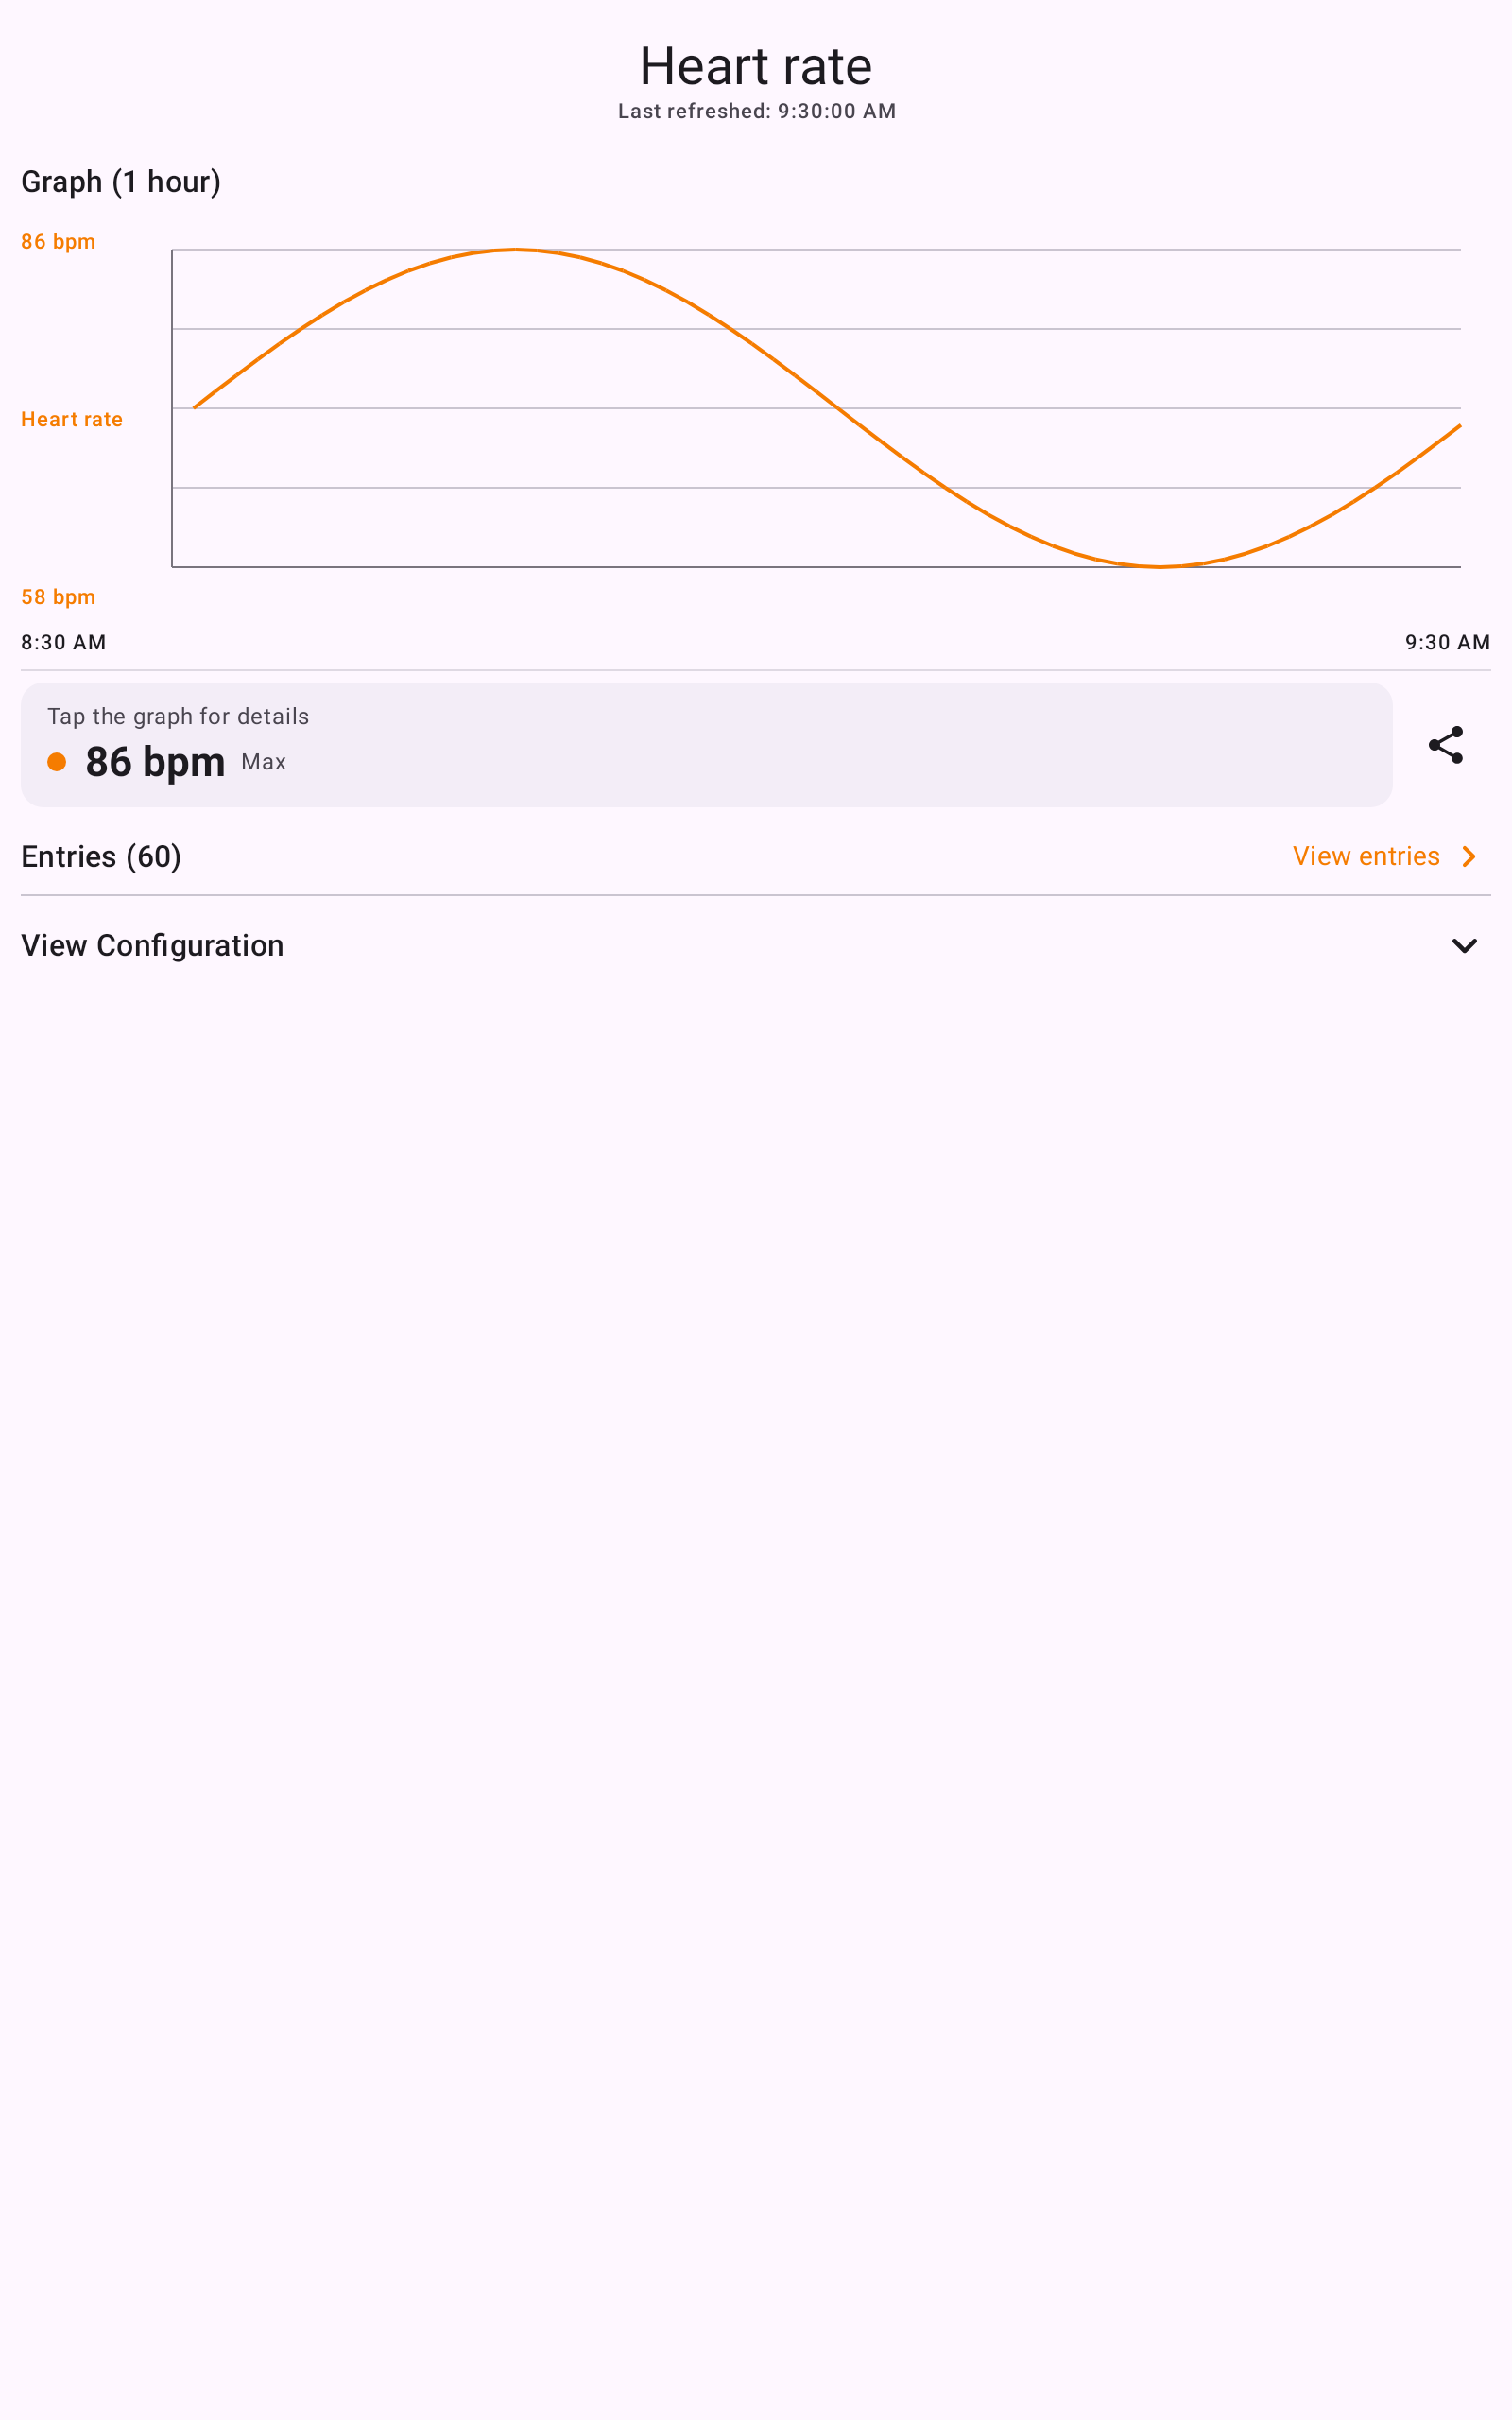 Heart rate
Last refreshed: 9:30:00 AM
Graph (1 hour)
86 bpm
Heart rate
58 bpm
8:30 AM 9:30 AM
Tap the graph for details
86 bpm Max
Entries (60) View entries
View Configuration